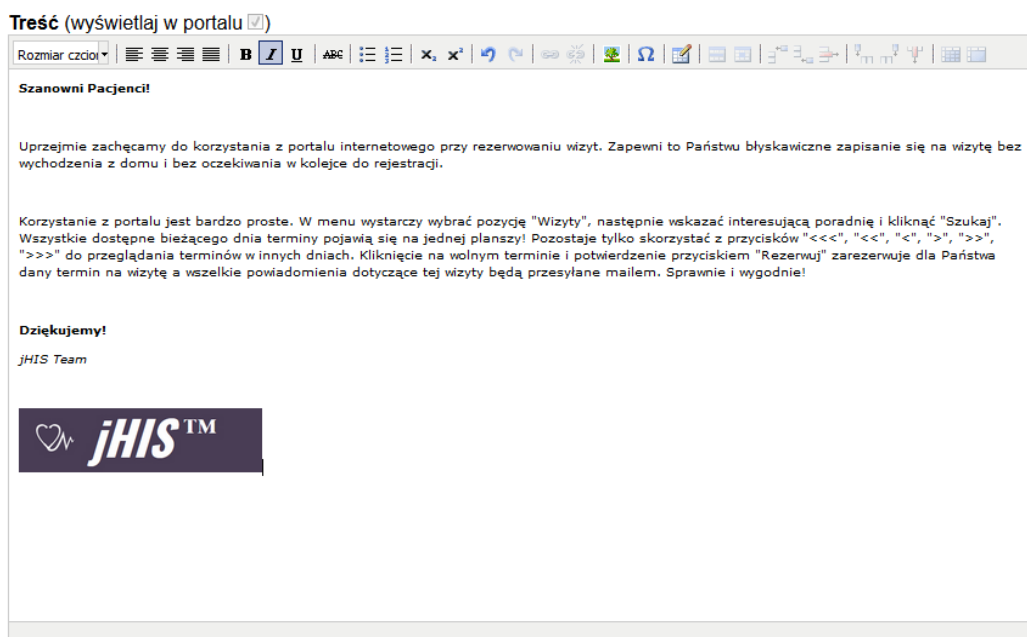 Treść (wyświetlaj w portalu ☑)
Rozmiar czcion B I U ABC x₂ x² Ω
Szanowni Pacjenci!
Uprzejmie zachęcamy do korzystania z portalu internetowego przy rezerwowaniu wizyt. Zapewni to Państwu błyskawiczne zapisanie się na wizytę bez
wychodzenia z domu i bez oczekiwania w kolejce do rejestracji.
Korzystanie z portalu jest bardzo proste. W menu wystarczy wybrać pozycję "Wizyty", następnie wskazać interesującą poradnię i kliknąć "Szukaj".
Wszystkie dostępne bieżącego dnia terminy pojawią się na jednej planszy! Pozostaje tylko skorzystać z przycisków "<<<", "<<", "<", ">", ">>",
">>>" do przeglądania terminów w innych dniach. Kliknięcie na wolnym terminie i potwierdzenie przyciskiem "Rezerwuj" zarezerwuje dla Państwa
dany termin na wizytę a wszelkie powiadomienia dotyczące tej wizyty będą przesyłane mailem. Sprawnie i wygodnie!
Dziękujemy!
jHIS Team
jHIS™